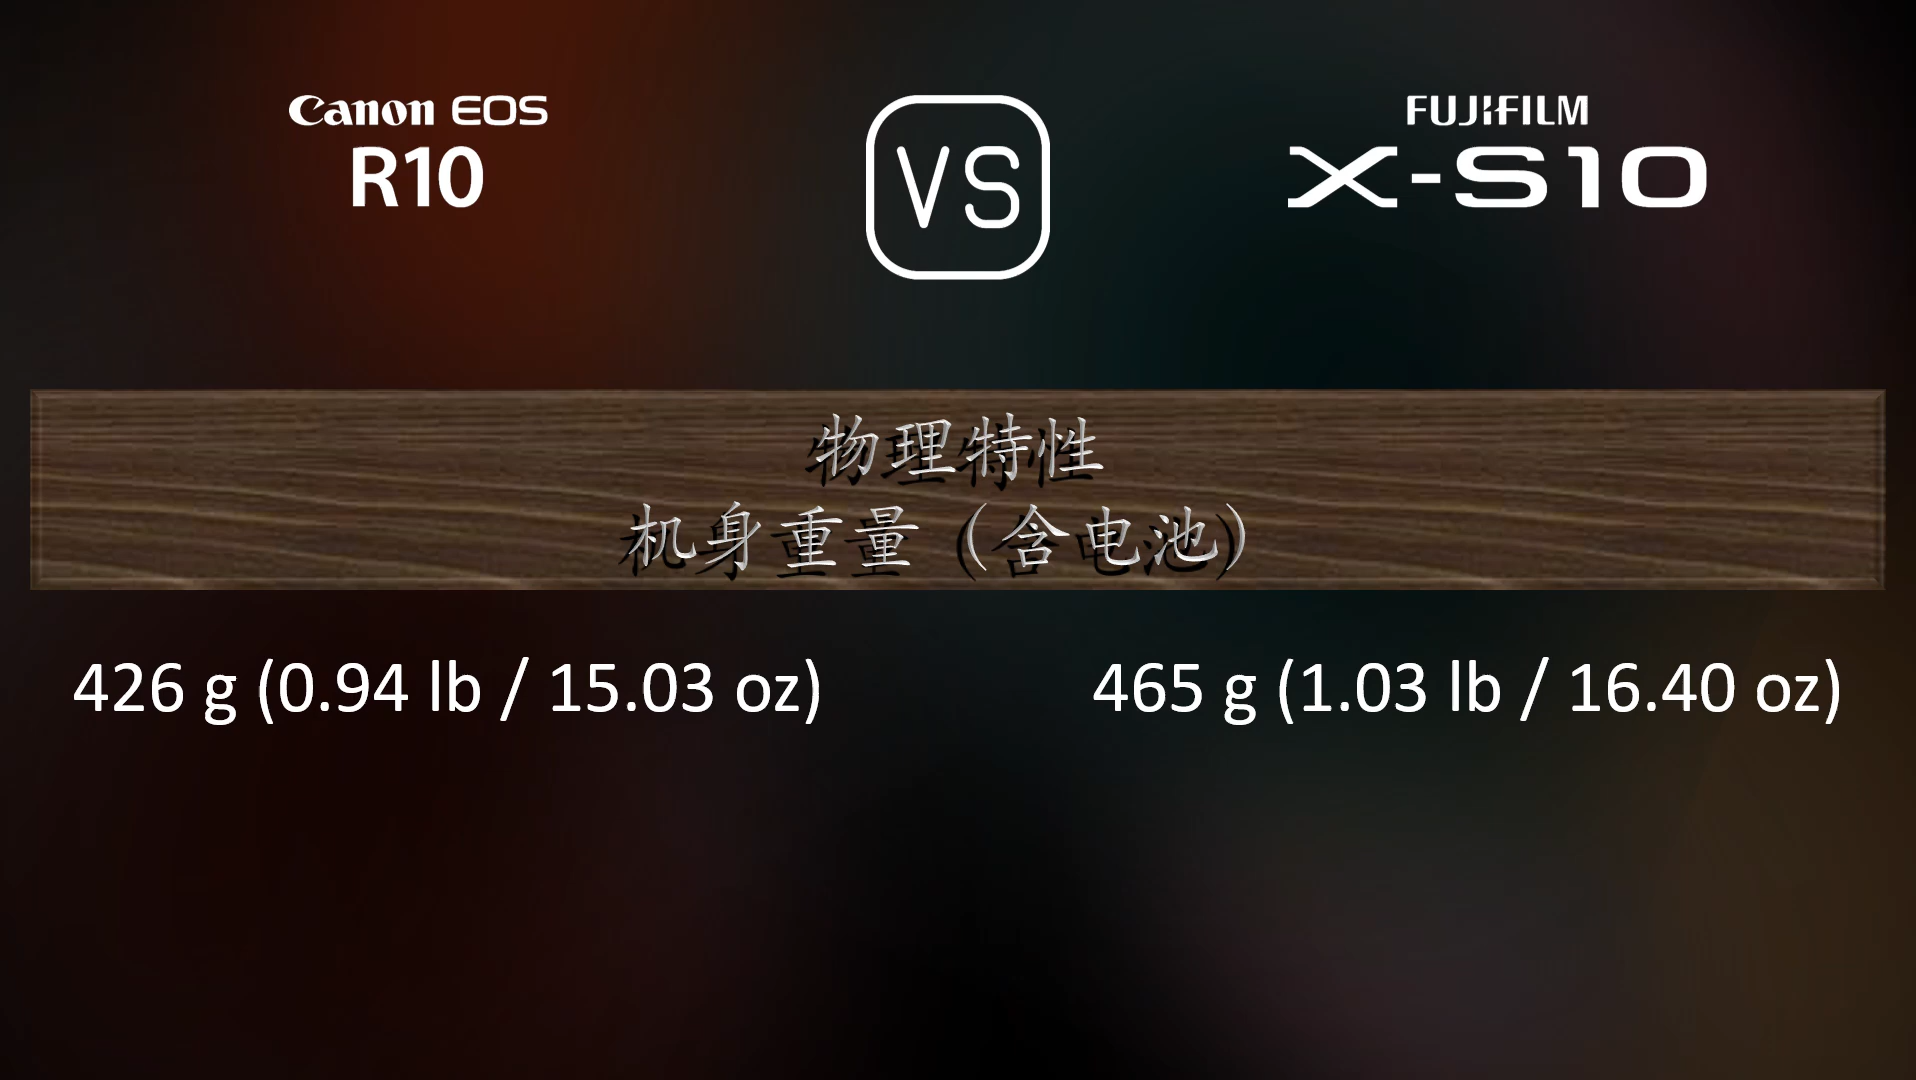 Canon EOS
R10
VS
FUJIFILM
X-S10
物理特性
机身重量（含电池）
426 g (0.94 lb / 15.03 oz)
465 g (1.03 lb / 16.40 oz)